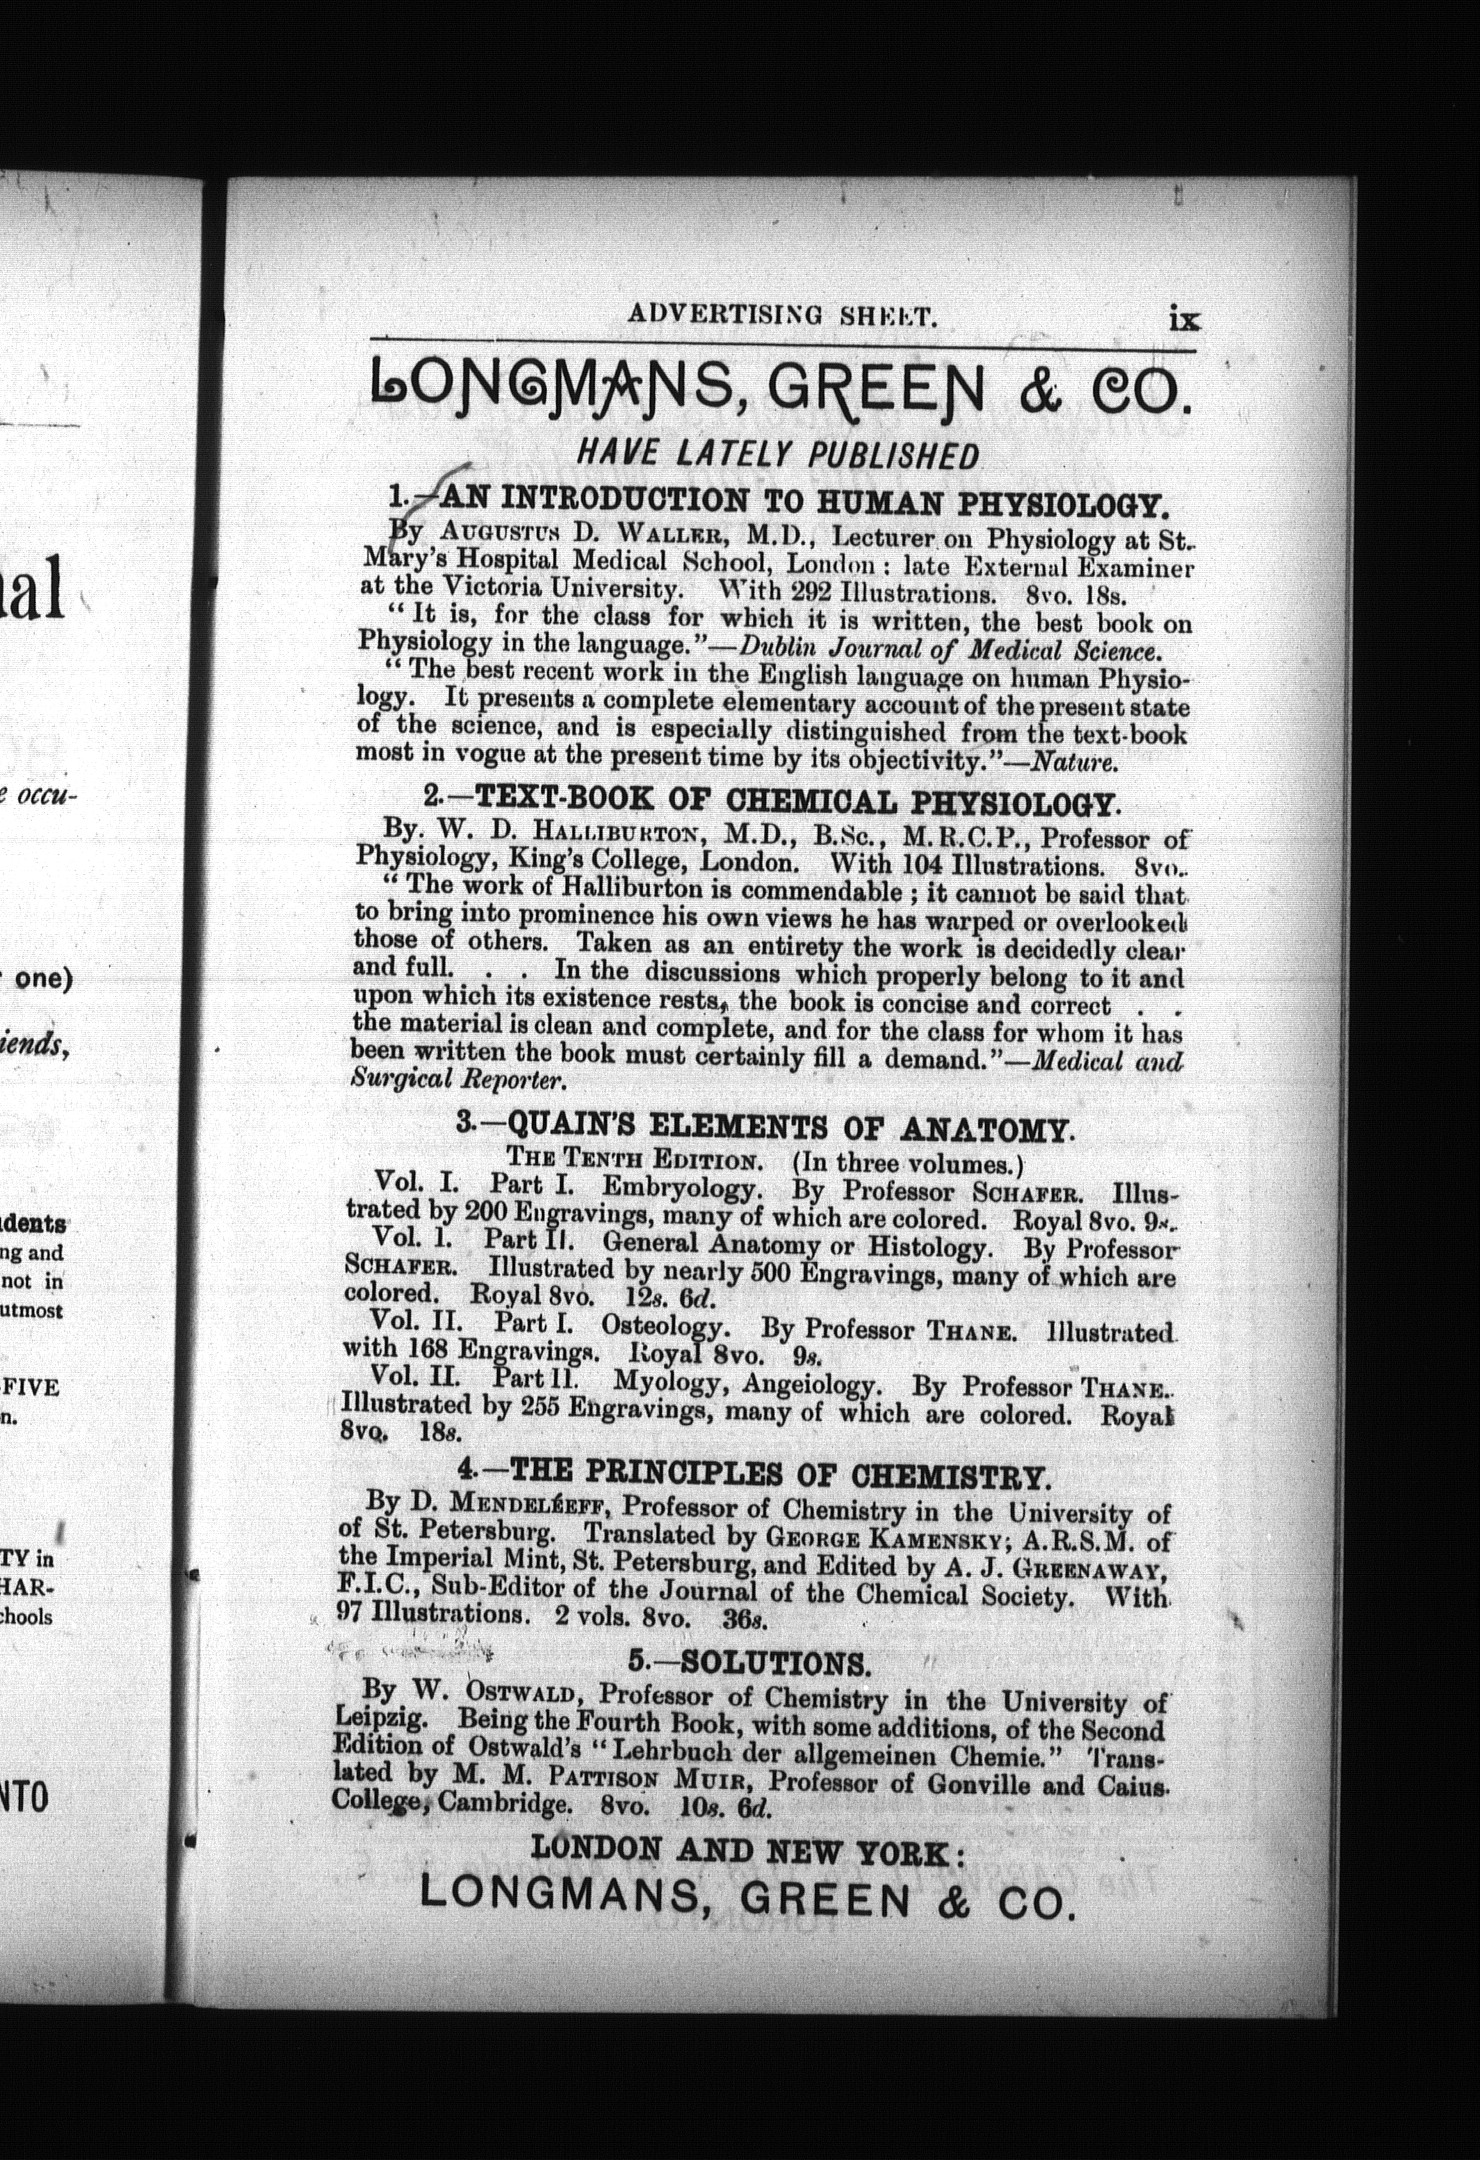 ADVERTISING SHEET. ix
LONGMANS, GREEN & CO.
HAVE LATELY PUBLISHED
1.—AN INTRODUCTION TO HUMAN PHYSIOLOGY.
By AUGUSTUS D. WALLER, M.D., Lecturer on Physiology at St.
Mary's Hospital Medical School, London: late External Examiner
at the Victoria University. With 292 Illustrations. 8vo. 18s.
"It is, for the class for which it is written, the best book on
Physiology in the language."—Dublin Journal of Medical Science.
"The best recent work in the English language on human Physio-
logy. It presents a complete elementary account of the present state
of the science, and is especially distinguished from the text-book
most in vogue at the present time by its objectivity."—Nature.
2.—TEXT-BOOK OF CHEMICAL PHYSIOLOGY.
By. W. D. HALLIBURTON, M.D., B.Sc., M.R.C.P., Professor of
Physiology, King's College, London. With 104 Illustrations. 8vo.
"The work of Halliburton is commendable; it cannot be said that
to bring into prominence his own views he has warped or overlooked
those of others. Taken as an entirety the work is decidedly clear
and full. . . In the discussions which properly belong to it and
upon which its existence rests, the book is concise and correct . .
the material is clean and complete, and for the class for whom it has
been written the book must certainly fill a demand."—Medical and
Surgical Reporter.
3.—QUAIN'S ELEMENTS OF ANATOMY.
THE TENTH EDITION. (In three volumes.)
Vol. I. Part I. Embryology. By Professor SCHAFER. Illus-
trated by 200 Engravings, many of which are colored. Royal 8vo. 9s.
Vol. I. Part II. General Anatomy or Histology. By Professor
SCHAFER. Illustrated by nearly 500 Engravings, many of which are
colored. Royal 8vo. 12s. 6d.
Vol. II. Part I. Osteology. By Professor THANE. Illustrated
with 168 Engravings. Royal 8vo. 9s.
Vol. II. Part II. Myology, Angeiology. By Professor THANE.
Illustrated by 255 Engravings, many of which are colored. Royal
8vo. 18s.
4.—THE PRINCIPLES OF CHEMISTRY.
By D. MENDELÉEFF, Professor of Chemistry in the University of
of St. Petersburg. Translated by GEORGE KAMENSKY; A.R.S.M. of
the Imperial Mint, St. Petersburg, and Edited by A. J. GREENAWAY,
F.I.C., Sub-Editor of the Journal of the Chemical Society. With
97 Illustrations. 2 vols. 8vo. 36s.
5.—SOLUTIONS.
By W. OSTWALD, Professor of Chemistry in the University of
Leipzig. Being the Fourth Book, with some additions, of the Second
Edition of Ostwald's "Lehrbuch der allgemeinen Chemie." Trans-
lated by M. M. PATTISON MUIR, Professor of Gonville and Caius
College, Cambridge. 8vo. 10s. 6d.
LONDON AND NEW YORK:
LONGMANS, GREEN & CO.